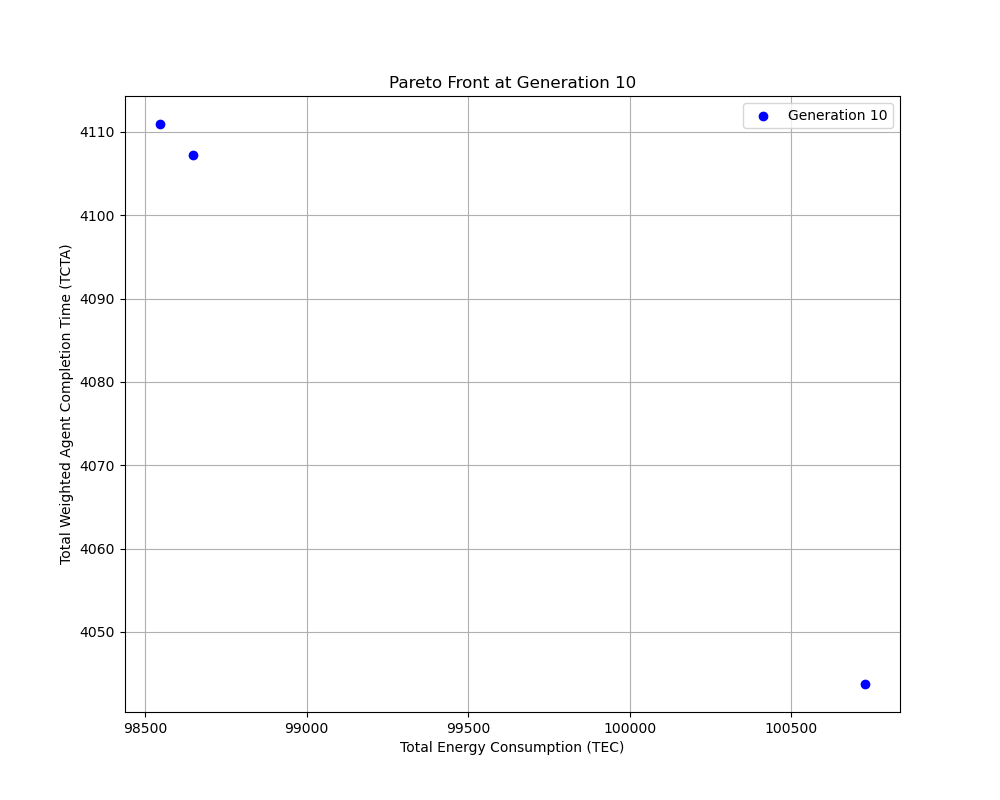 Pareto Front at Generation 10
Generation 10
4110
4100
4090
4080
4070
4060
4050
Total Weighted Agent Completion Time (TCTA)
98500 99000 99500 100000 100500
Total Energy Consumption (TEC)